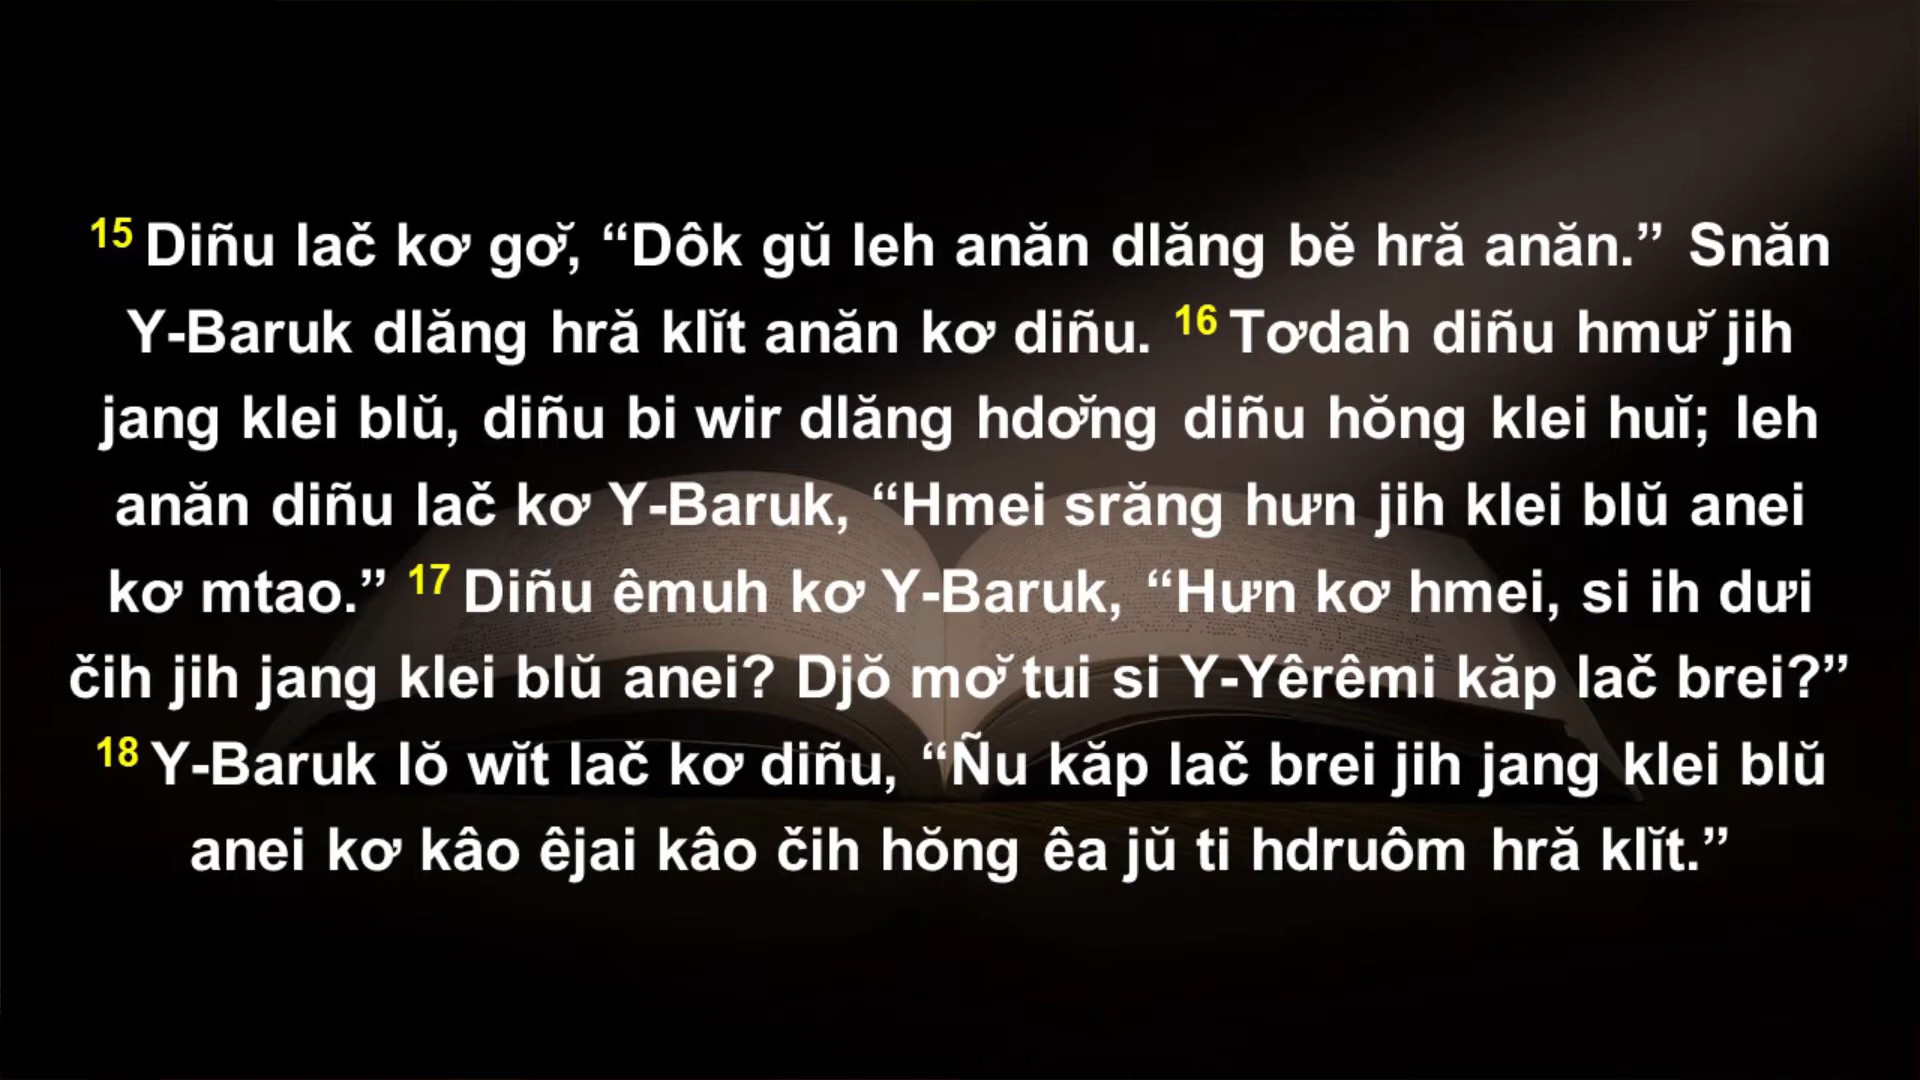 15 Diñu lač kơ gơ̆, “Dôk gŭ leh anăn dlăng bĕ hră anăn.” Snăn
Y-Baruk dlăng hră klĭt anăn kơ diñu. 16 Tơdah diñu hmư̆ jih
jang klei blŭ, diñu bi wir dlăng hdơ̆ng diñu hŏng klei huĭ; leh
anăn diñu lač kơ Y-Baruk, “Hmei srăng hưn jih klei blŭ anei
kơ mtao.” 17 Diñu êmuh kơ Y-Baruk, “Hưn kơ hmei, si ih dưi
čih jih jang klei blŭ anei? Djŏ mơ̆ tui si Y-Yêrêmi kăp lač brei?”
18 Y-Baruk lŏ wĭt lač kơ diñu, “Ñu kăp lač brei jih jang klei blŭ
anei kơ kâo êjai kâo čih hŏng êa jŭ ti hdruôm hră klĭt.”